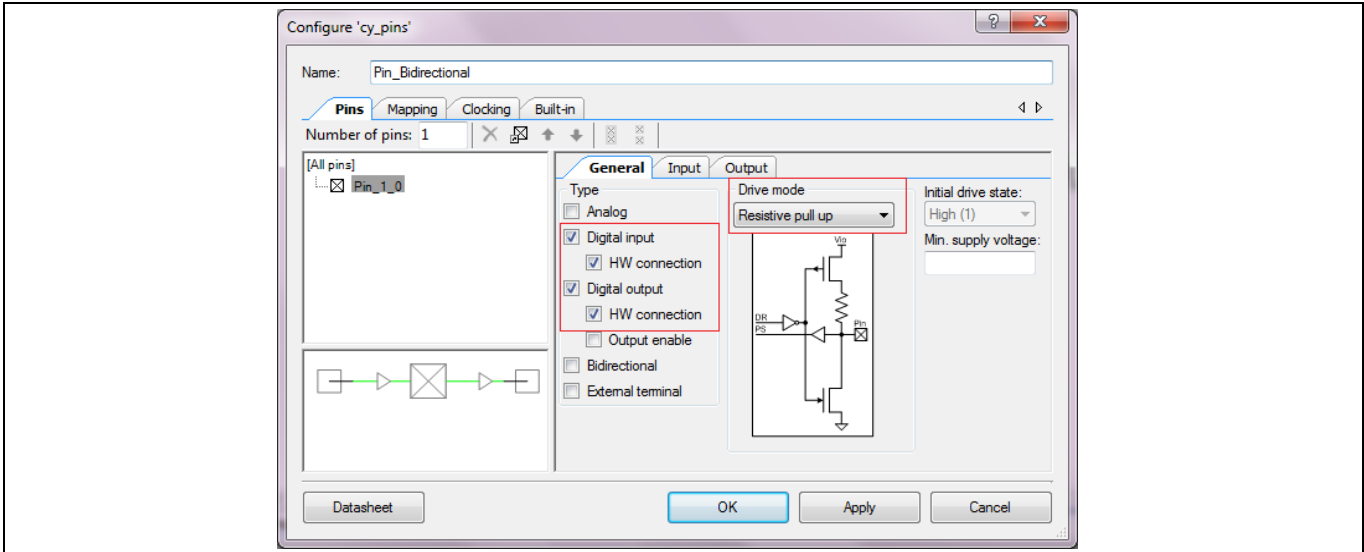 Configure 'cy_pins'
Name: Pin_Bidirectional
Pins Mapping Clocking Built-in
Number of pins: 1
[All pins]
Pin_1_0
General Input Output
Type
Analog
Digital input
HW connection
Digital output
HW connection
Output enable
Bidirectional
External terminal
Drive mode
Resistive pull up
Vio
DR
PS
Pin
Initial drive state:
High (1)
Min. supply voltage:
Datasheet OK Apply Cancel